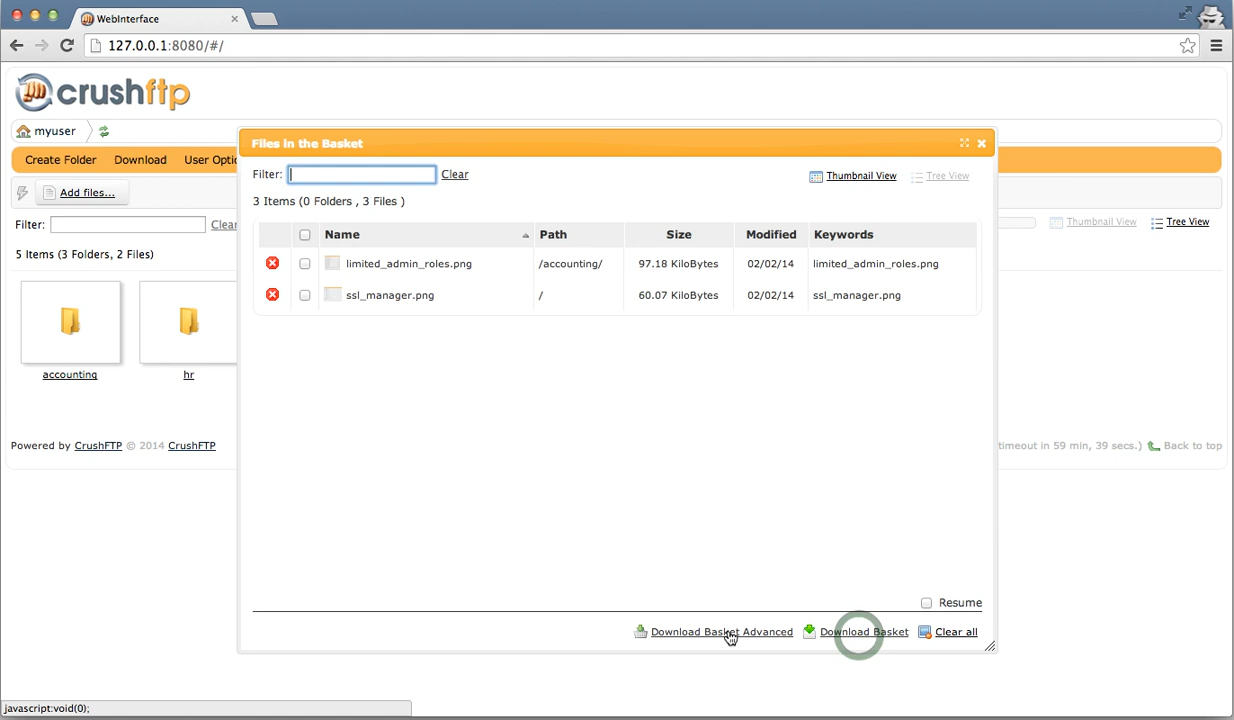 WebInterface
127.0.0.1:8080/#/
crushftp
myuser
Create Folder Download User Optio
Add files...
Filter: Clear
Thumbnail View Tree View
5 Items (3 Folders, 2 Files)
accounting
hr
Powered by CrushFTP © 2014 CrushFTP
timeout in 59 min, 39 secs.) Back to top
Files in the Basket
Filter: Clear
Thumbnail View Tree View
3 Items (0 Folders , 3 Files )
Name Path Size Modified Keywords
limited_admin_roles.png /accounting/ 97.18 KiloBytes 02/02/14 limited_admin_roles.png
ssl_manager.png / 60.07 KiloBytes 02/02/14 ssl_manager.png
Resume
Download Basket Advanced Download Basket Clear all
javascript:void(0);